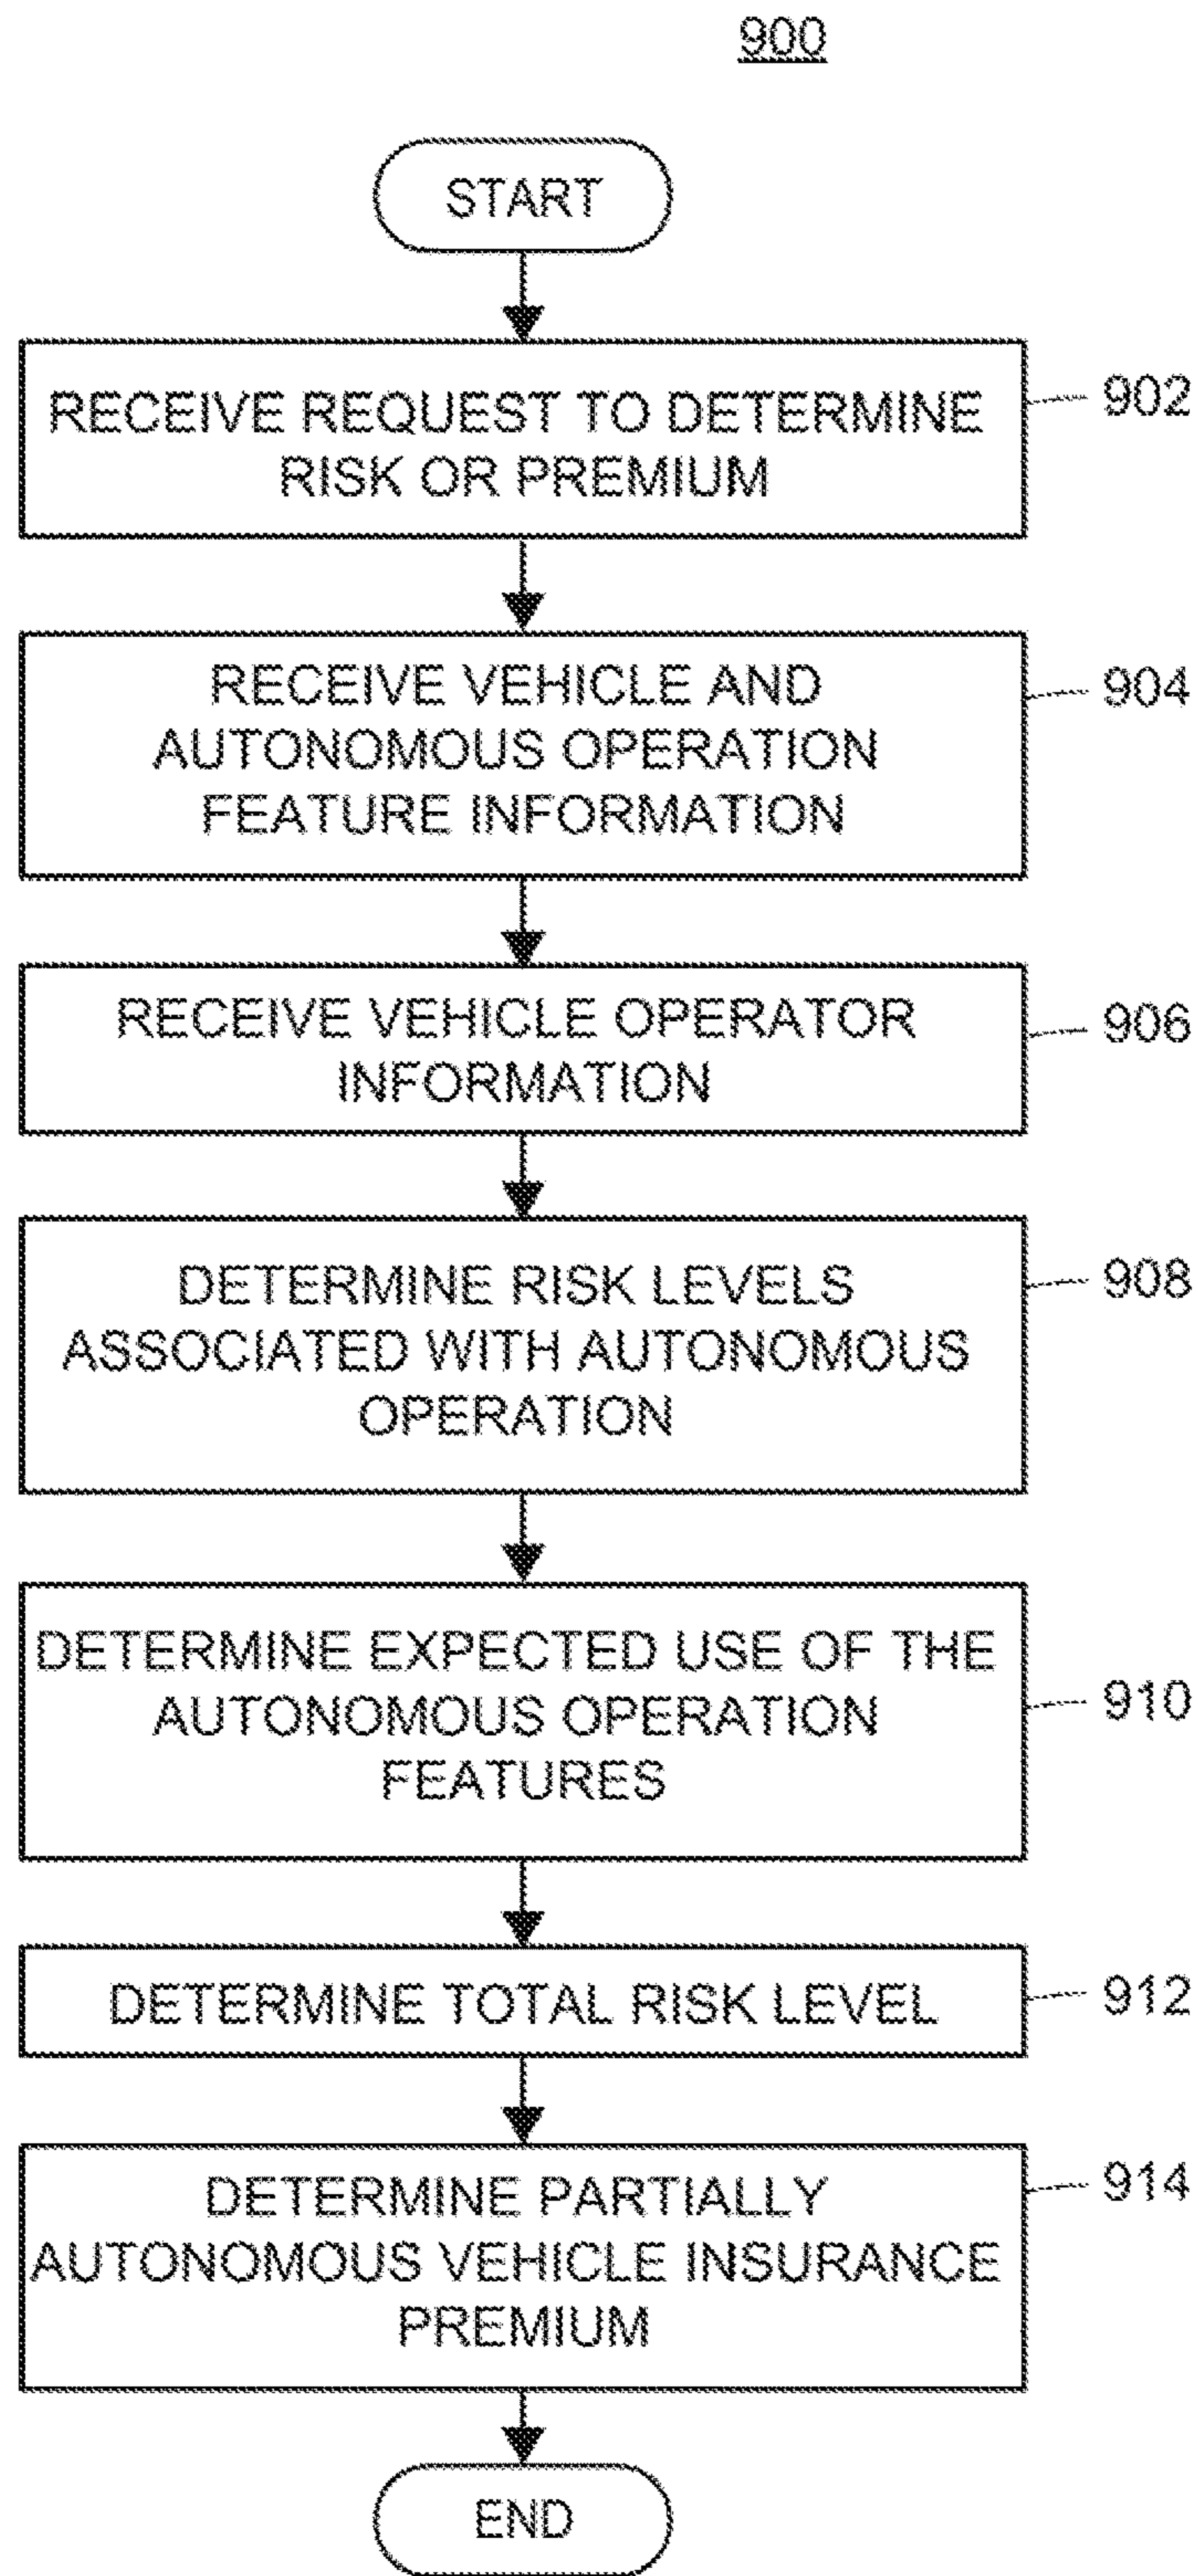 900
START
RECEIVE REQUEST TO DETERMINE
RISK OR PREMIUM
902
RECEIVE VEHICLE AND
AUTONOMOUS OPERATION
FEATURE INFORMATION
904
RECEIVE VEHICLE OPERATOR
INFORMATION
906
DETERMINE RISK LEVELS
ASSOCIATED WITH AUTONOMOUS
OPERATION
908
DETERMINE EXPECTED USE OF THE
AUTONOMOUS OPERATION
FEATURES
910
DETERMINE TOTAL RISK LEVEL
912
DETERMINE PARTIALLY
AUTONOMOUS VEHICLE INSURANCE
PREMIUM
914
END